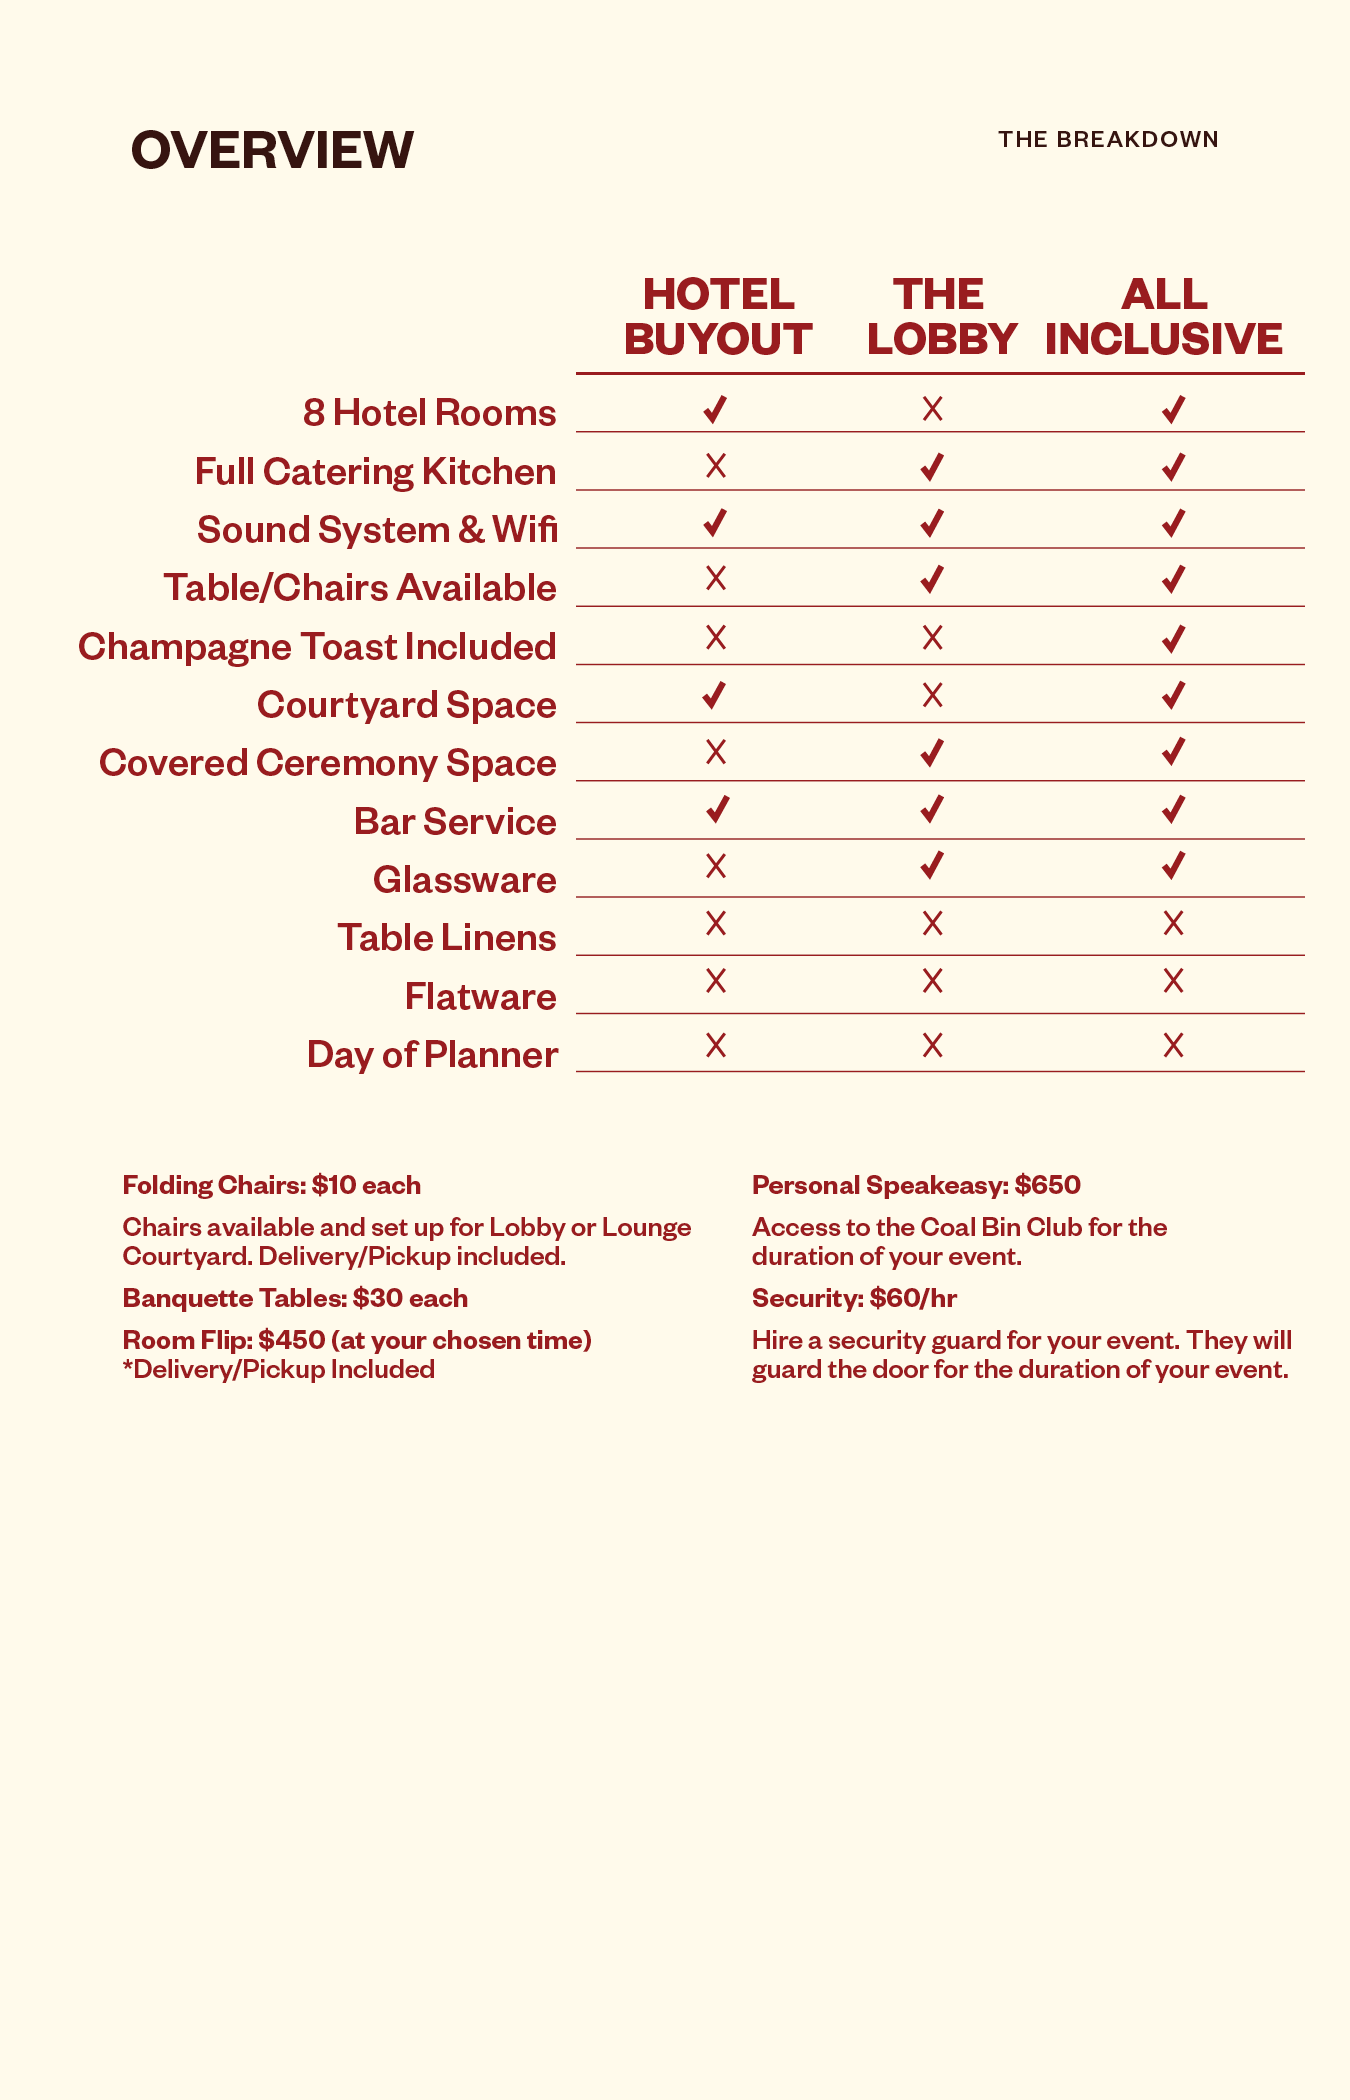 OVERVIEW
THE BREAKDOWN
HOTEL BUYOUT THE LOBBY ALL INCLUSIVE
8 Hotel Rooms ✓ X ✓
Full Catering Kitchen X ✓ ✓
Sound System & Wifi ✓ ✓ ✓
Table/Chairs Available X ✓ ✓
Champagne Toast Included X X ✓
Courtyard Space ✓ X ✓
Covered Ceremony Space X ✓ ✓
Bar Service ✓ ✓ ✓
Glassware X ✓ ✓
Table Linens X X X
Flatware X X X
Day of Planner X X X
Folding Chairs: $10 each
Chairs available and set up for Lobby or Lounge
Courtyard. Delivery/Pickup included.
Banquette Tables: $30 each
Room Flip: $450 (at your chosen time)
*Delivery/Pickup Included
Personal Speakeasy: $650
Access to the Coal Bin Club for the
duration of your event.
Security: $60/hr
Hire a security guard for your event. They will
guard the door for the duration of your event.